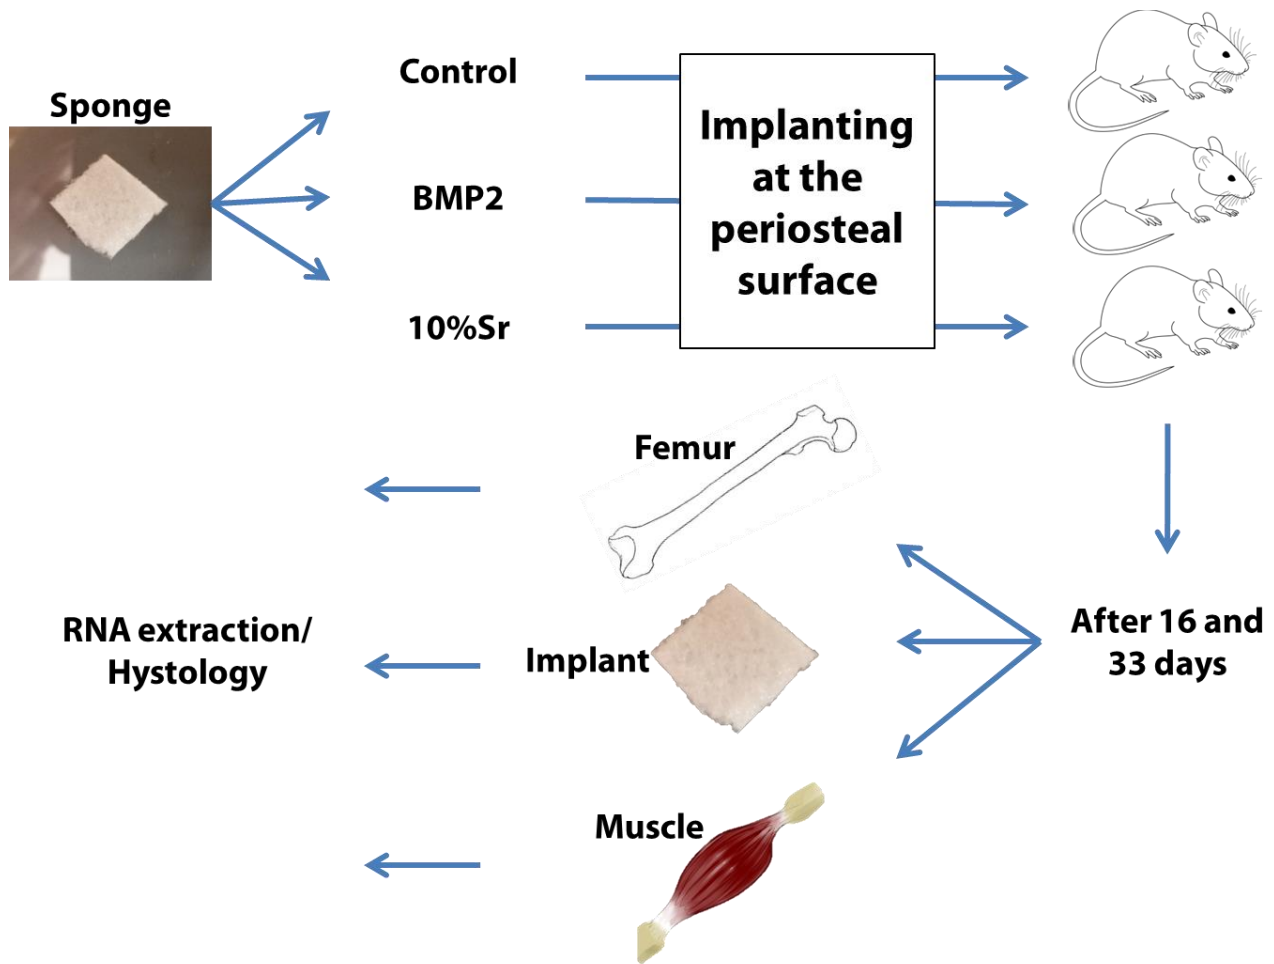 Sponge
Control
BMP2
10%Sr
Implanting
at the
periosteal
surface
Femur
Implant
Muscle
After 16 and
33 days
RNA extraction/
Hystology